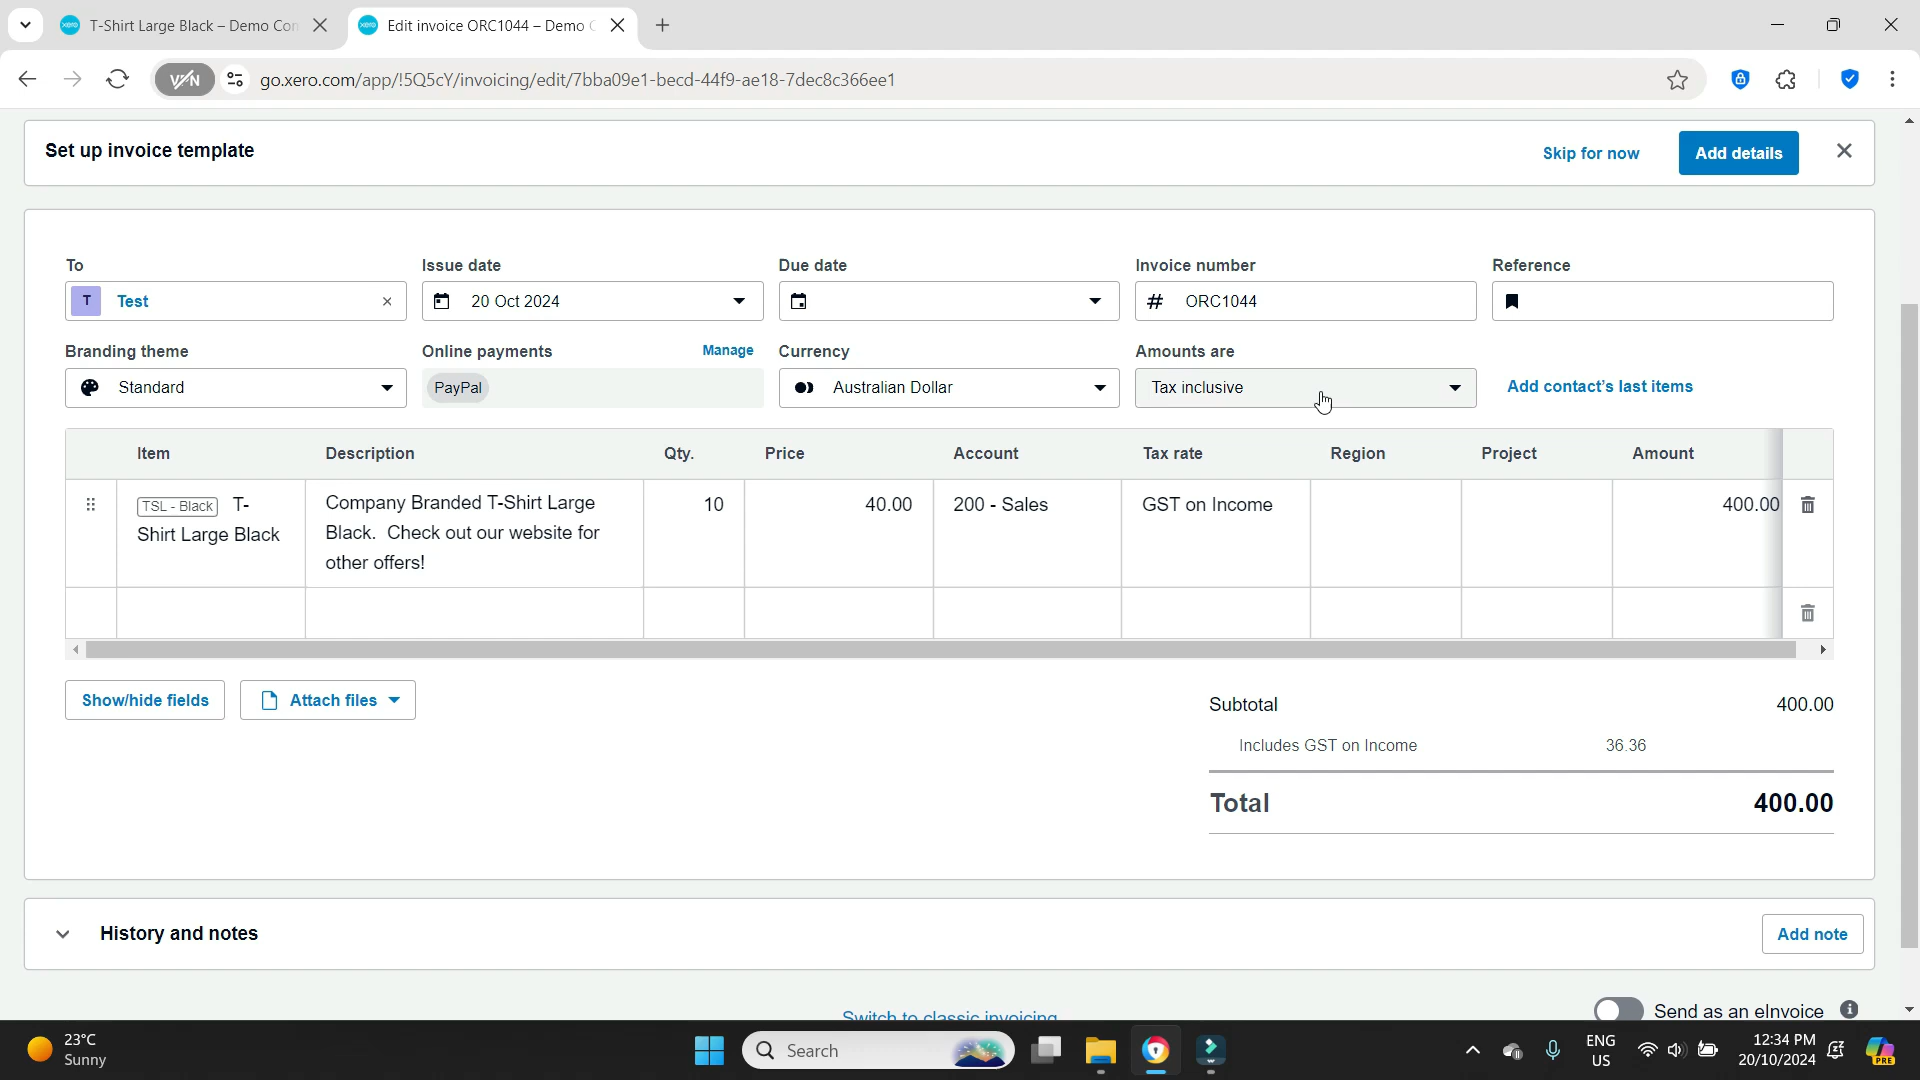 T-Shirt Large Black – Demo Con
Edit invoice ORC1044 – Demo C
VPN
go.xero.com/app/!5Q5cY/invoicing/edit/7bba09e1-becd-44f9-ae18-7dec8c366ee1
Set up invoice template
Skip for now
Add details
To
Issue date
Due date
Invoice number
Reference
T
Test
20 Oct 2024
# ORC1044
Branding theme
Online payments
Manage
Currency
Amounts are
Standard
PayPal
Australian Dollar
Tax inclusive
Add contact's last items
Item
Description
Qty.
Price
Account
Tax rate
Region
Project
Amount
TSL - Black T-
Shirt Large Black
Company Branded T-Shirt Large
Black. Check out our website for
other offers!
10
40.00
200 - Sales
GST on Income
400.00
Show/hide fields
Attach files
Subtotal
400.00
Includes GST on Income
36.36
Total
400.00
History and notes
Add note
Switch to classic invoicing
Send as an eInvoice
23°C
Sunny
Search
ENG
US
12:34 PM
20/10/2024
PRE